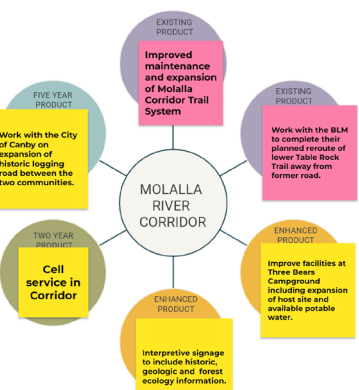 EXISTING
PRODUCT
Improved
maintenance
and expansion
of Molalla
Corridor Trail
System
EXISTING
PRODUCT
Work with the BLM
to complete their
planned reroute of
lower Table Rock
Trail away from
former road.
ENHANCED
PRODUCT
Improve facilities at
Three Bears
Campground
including expansion
of host site and
available potable
water.
ENHANCED
PRODUCT
Interpretive signage
to include historic,
geologic and forest
ecology information.
TWO YEAR
PRODUCT
Cell
service in
Corridor
FIVE YEAR
PRODUCT
Work with the City
of Canby on
expansion of
historic logging
road between the
two communities.
MOLALLA
RIVER
CORRIDOR